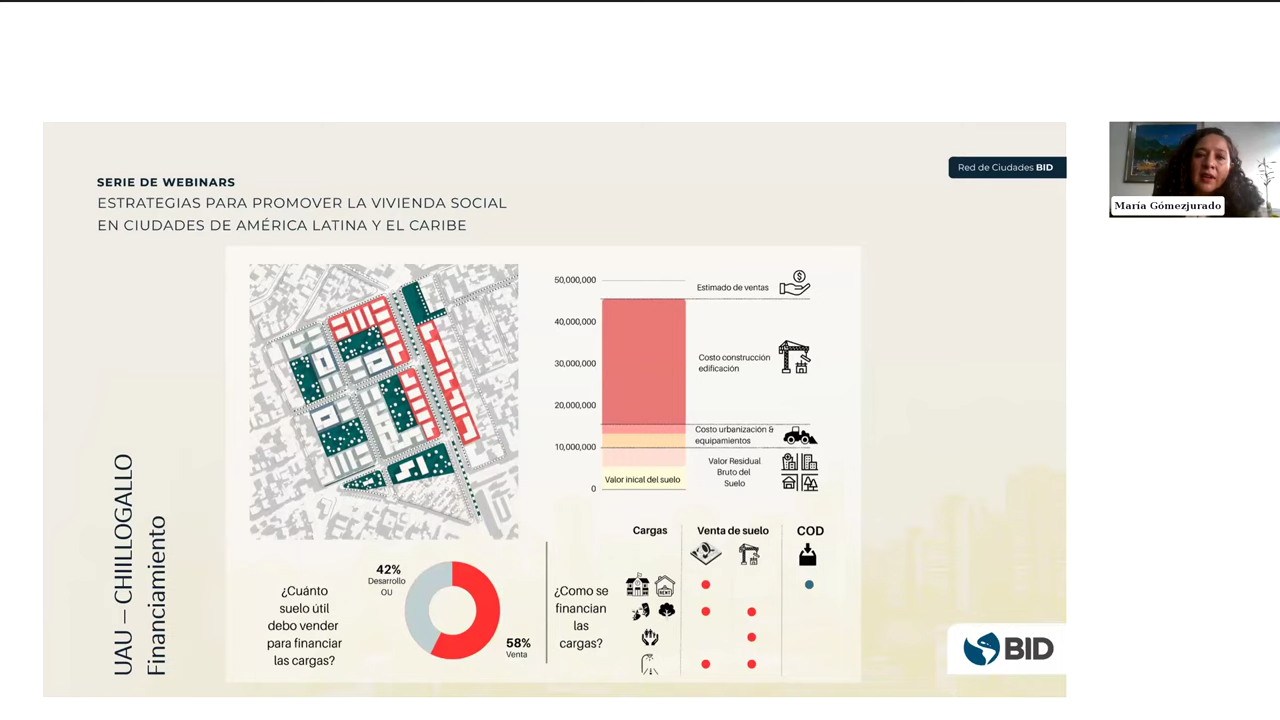 SERIE DE WEBINARS
ESTRATEGIAS PARA PROMOVER LA VIVIENDA SOCIAL
EN CIUDADES DE AMÉRICA LATINA Y EL CARIBE
Red de Ciudades BID
María Gómezjurado
UAU – CHIILLOGALLO
Financiamiento
50,000,000
40,000,000
30,000,000
20,000,000
10,000,000
0
Estimado de ventas
Costo construcción
edificación
Costo urbanización &
equipamientos
Valor Residual
Bruto del
Suelo
Valor inical del suelo
¿Cuánto
suelo útil
debo vender
para financiar
las cargas?
42%
Desarrollo
OU
58%
Venta
¿Como se
financian
las
cargas?
Cargas
Venta de suelo
COD
RENT
BID